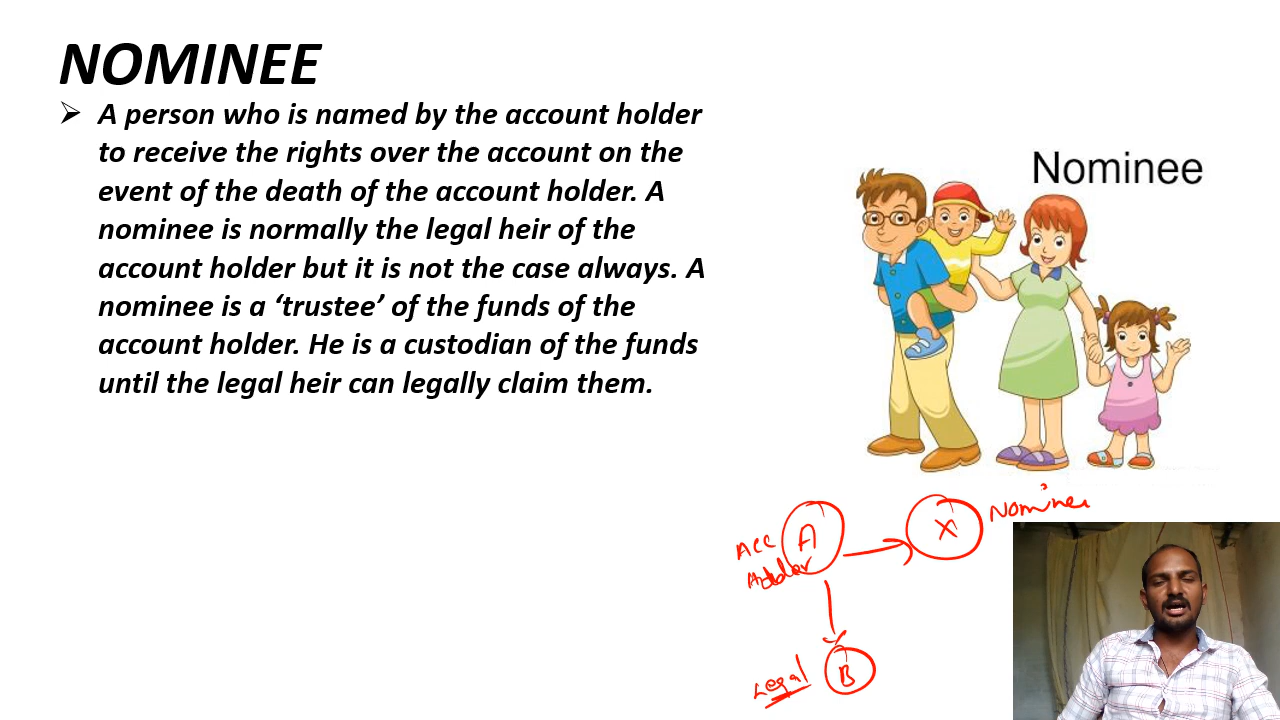 NOMINEE
➢ A person who is named by the account holder
to receive the rights over the account on the
event of the death of the account holder. A
nominee is normally the legal heir of the
account holder but it is not the case always. A
nominee is a ‘trustee’ of the funds of the
account holder. He is a custodian of the funds
until the legal heir can legally claim them.
Nominee
A
X
Nominee
Acc
Legal
B